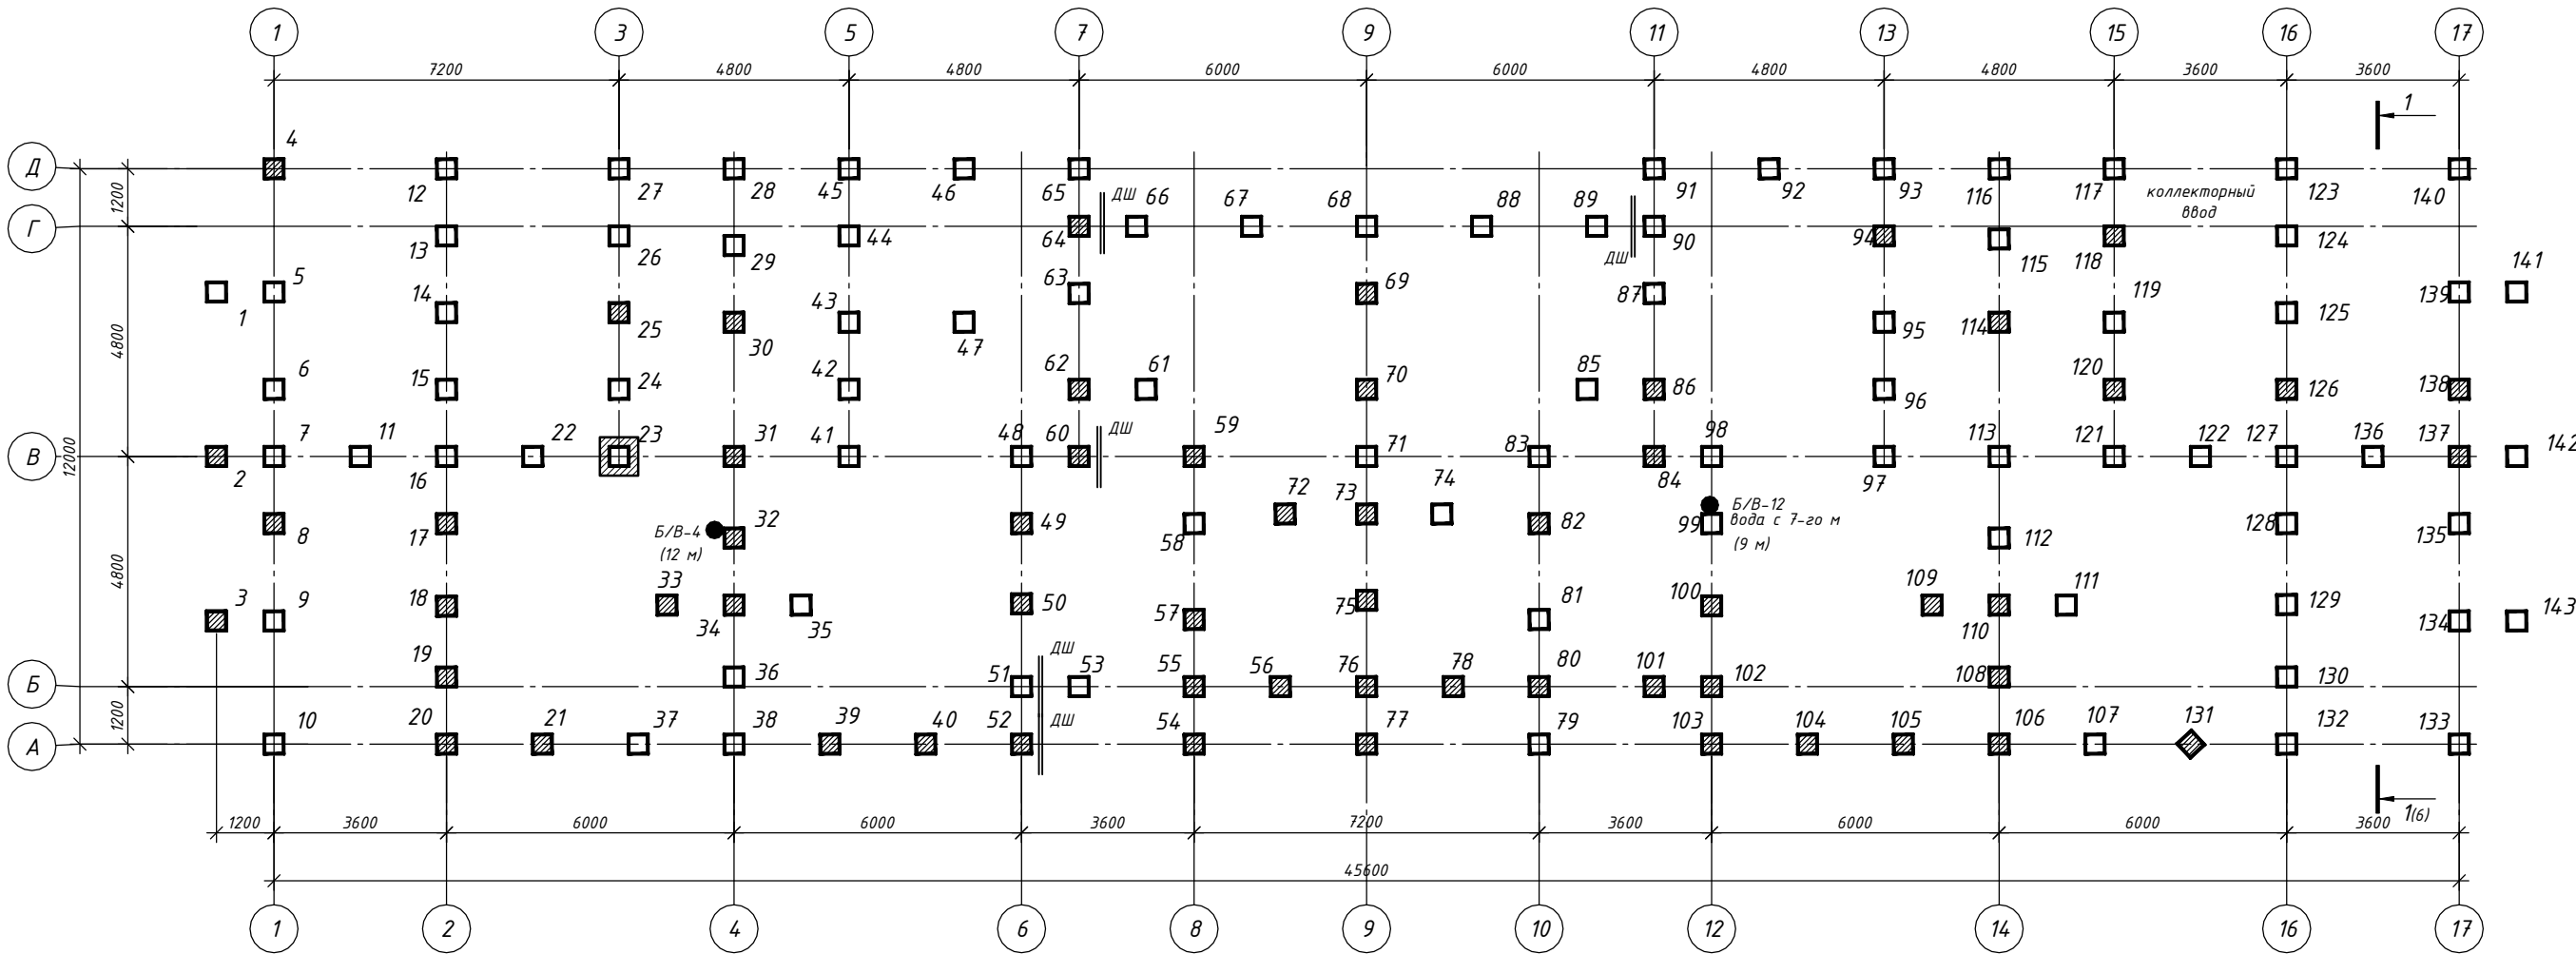 1 3 5 7 9 11 13 15 16 17
7200 4800 4800 6000 6000 4800 4800 3600 3600
1
4
Д
12 27 28 45 46 65 ДШ 66 67 68 88 89 91 92 93 116 117 коллекторный 123 140
ввод
1200
Г
13 26 29 44 64 ДШ 90 94 115 118 124
5 14 43 63 69 87 119 139 141
1 25 30 47 95 114 125
4800
6 15 24 42 62 61 70 85 86 96 120 126 138
12000
7 11 22 23 31 41 48 60 ДШ 59 71 83 98 113 121 122 127 136 137 142
В
2 16 72 73 74 84 97
8 17 Б/В-4 32 49 58 82 99 Б/В-12 112 128 135
(12 м) вода с 7-го м
(9 м)
4800
3 9 18 33 34 35 50 57 75 81 100 109 110 111 129 134 143
19 36 51 ДШ 53 55 56 76 78 80 101 102 108 130
Б
1200
10 20 21 37 38 39 40 52 ДШ 54 77 79 103 104 105 106 107 131 132 133
А
1(6)
1200 3600 6000 6000 3600 7200 3600 6000 6000 3600
45600
1 2 4 6 8 9 10 12 14 16 17